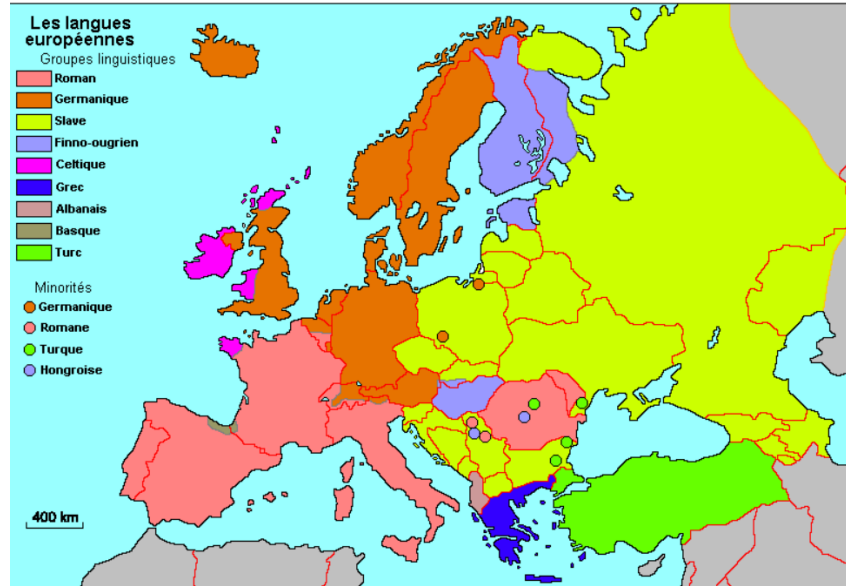 Les langues
européennes
Groupes linguistiques
Roman
Germanique
Slave
Finno-ougrien
Celtique
Grec
Albanais
Basque
Turc
Minorités
Germanique
Romane
Turque
Hongroise
400 km